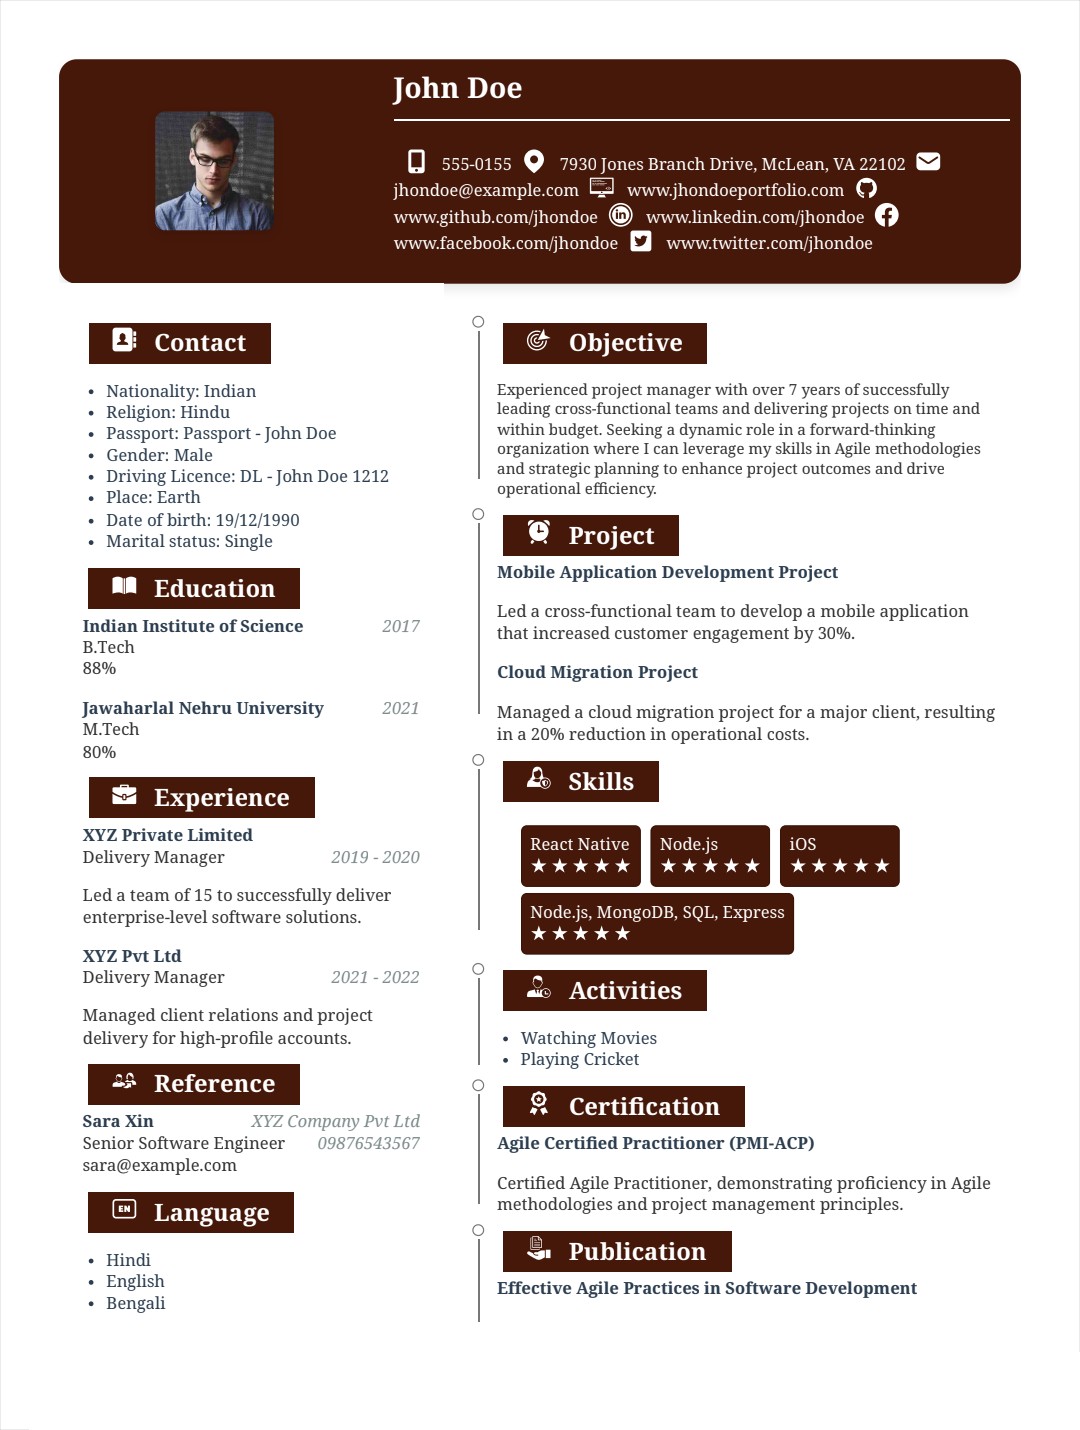 John Doe
555-0155 7930 Jones Branch Drive, McLean, VA 22102
jhondoe@example.com www.jhondoeportfolio.com
www.github.com/jhondoe www.linkedin.com/jhondoe
www.facebook.com/jhondoe www.twitter.com/jhondoe
Contact
• Nationality: Indian
• Religion: Hindu
• Passport: Passport - John Doe
• Gender: Male
• Driving Licence: DL - John Doe 1212
• Place: Earth
• Date of birth: 19/12/1990
• Marital status: Single
Education
Indian Institute of Science 2017
B.Tech
88%
Jawaharlal Nehru University 2021
M.Tech
80%
Experience
XYZ Private Limited
Delivery Manager 2019 - 2020
Led a team of 15 to successfully deliver
enterprise-level software solutions.
XYZ Pvt Ltd
Delivery Manager 2021 - 2022
Managed client relations and project
delivery for high-profile accounts.
Reference
Sara Xin XYZ Company Pvt Ltd
Senior Software Engineer 09876543567
sara@example.com
EN Language
• Hindi
• English
• Bengali
Objective
Experienced project manager with over 7 years of successfully
leading cross-functional teams and delivering projects on time and
within budget. Seeking a dynamic role in a forward-thinking
organization where I can leverage my skills in Agile methodologies
and strategic planning to enhance project outcomes and drive
operational efficiency.
Project
Mobile Application Development Project
Led a cross-functional team to develop a mobile application
that increased customer engagement by 30%.
Cloud Migration Project
Managed a cloud migration project for a major client, resulting
in a 20% reduction in operational costs.
Skills
React Native Node.js iOS
★★★★★ ★★★★★ ★★★★★
Node.js, MongoDB, SQL, Express
★★★★★
Activities
• Watching Movies
• Playing Cricket
Certification
Agile Certified Practitioner (PMI-ACP)
Certified Agile Practitioner, demonstrating proficiency in Agile
methodologies and project management principles.
Publication
Effective Agile Practices in Software Development